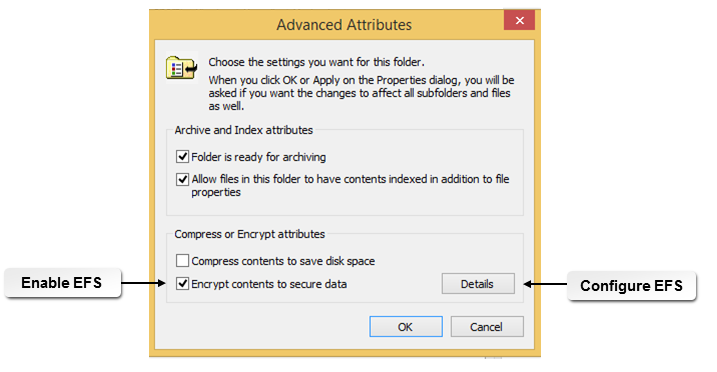 Advanced Attributes
x
Choose the settings you want for this folder.
When you click OK or Apply on the Properties dialog, you will be
asked if you want the changes to affect all subfolders and files
as well.
Archive and Index attributes
Folder is ready for archiving
Allow files in this folder to have contents indexed in addition to file
properties
Compress or Encrypt attributes
Compress contents to save disk space
Enable EFS
Encrypt contents to secure data
Details
Configure EFS
OK
Cancel